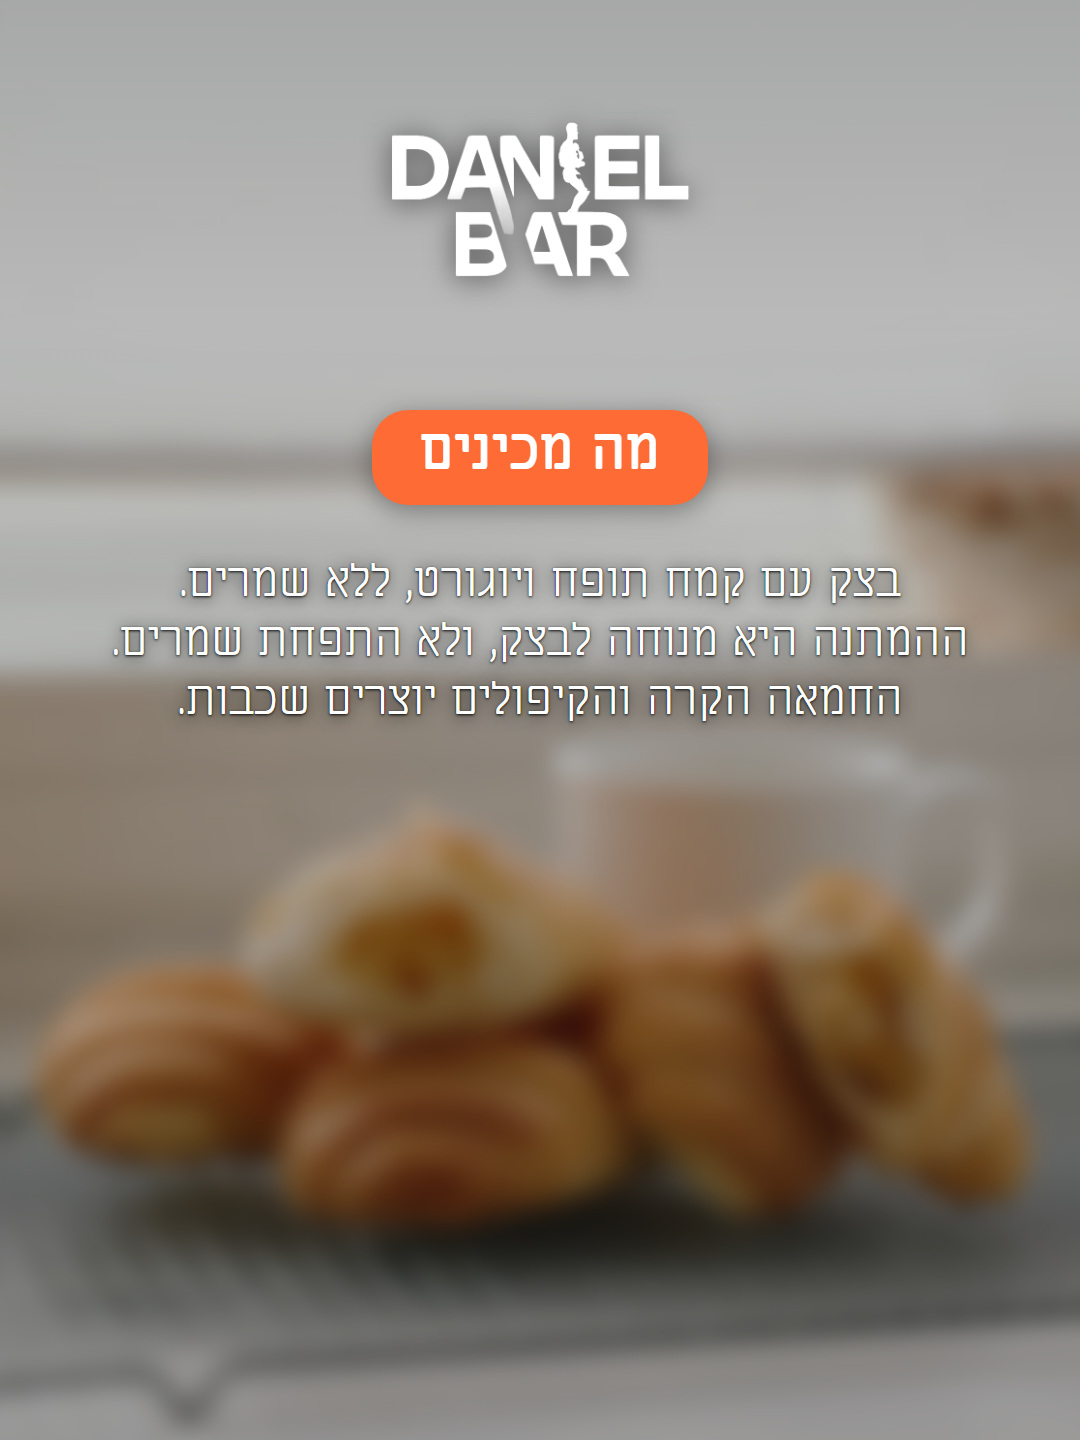 DANIEL
BAR
מה מכינים
בצק עם קמח תופח ויוגורט, ללא שמרים.
ההמתנה היא מנוחה לבצק, ולא התפחת שמרים.
החמאה הקרה והקיפולים יוצרים שכבות.